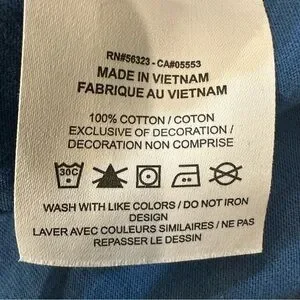 RN#56323 - CA#05553
MADE IN VIETNAM
FABRIQUE AU VIETNAM
100% COTTON / COTON
EXCLUSIVE OF DECORATION /
DECORATION NON COMPRISE
30C
WASH WITH LIKE COLORS / DO NOT IRON
DESIGN
LAVER AVEC COULEURS SIMILAIRES / NE PAS
REPASSER LE DESSIN